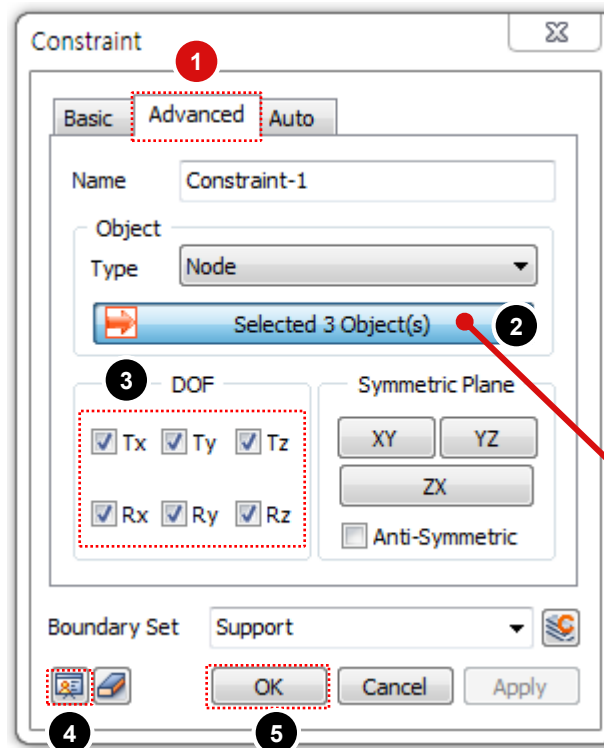 Constraint
1
Basic Advanced Auto
Name Constraint-1
Object
Type Node
Selected 3 Object(s) 2
3 DOF Symmetric Plane
Tx Ty Tz XY YZ
ZX
Rx Ry Rz Anti-Symmetric
Boundary Set Support
OK Cancel Apply
4 5